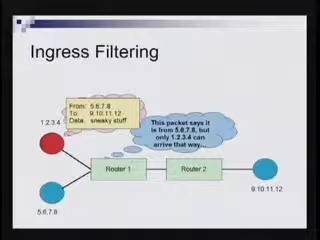 Ingress Filtering
From: 5.6.7.8
To: 9.10.11.12
Data: sneaky stuff
1.2.3.4
This packet says it
is from 5.6.7.8, but
only 1.2.3.4 can
arrive that way...
Router 1
Router 2
9.10.11.12
5.6.7.8